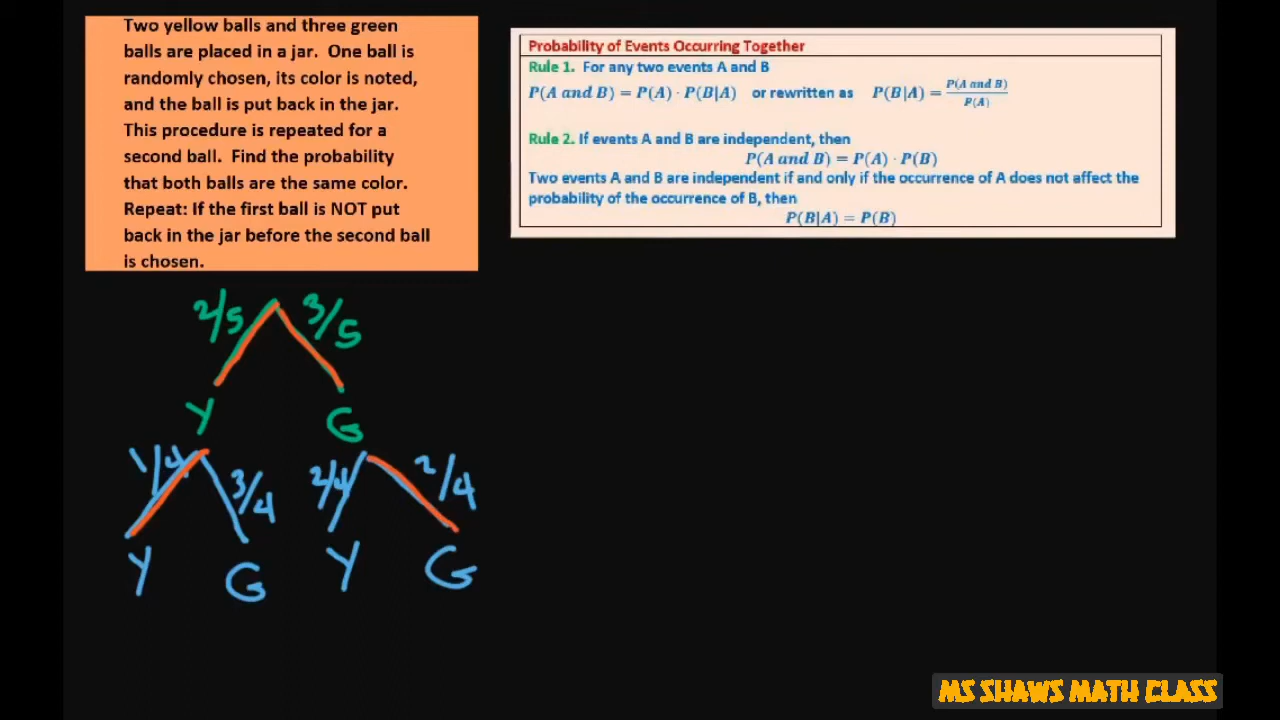 Two yellow balls and three green
balls are placed in a jar. One ball is
randomly chosen, its color is noted,
and the ball is put back in the jar.
This procedure is repeated for a
second ball. Find the probability
that both balls are the same color.
Repeat: If the first ball is NOT put
back in the jar before the second ball
is chosen.
Probability of Events Occurring Together
Rule 1. For any two events A and B
P(A and B) = P(A) · P(B|A) or rewritten as P(B|A) = P(A and B)/P(A)
Rule 2. If events A and B are independent, then
P(A and B) = P(A) · P(B)
Two events A and B are independent if and only if the occurrence of A does not affect the
probability of the occurrence of B, then
P(B|A) = P(B)
2/5 3/5
Y G
1/4 3/4 2/4 2/4
Y G Y G
MS SHAWS MATH CLASS